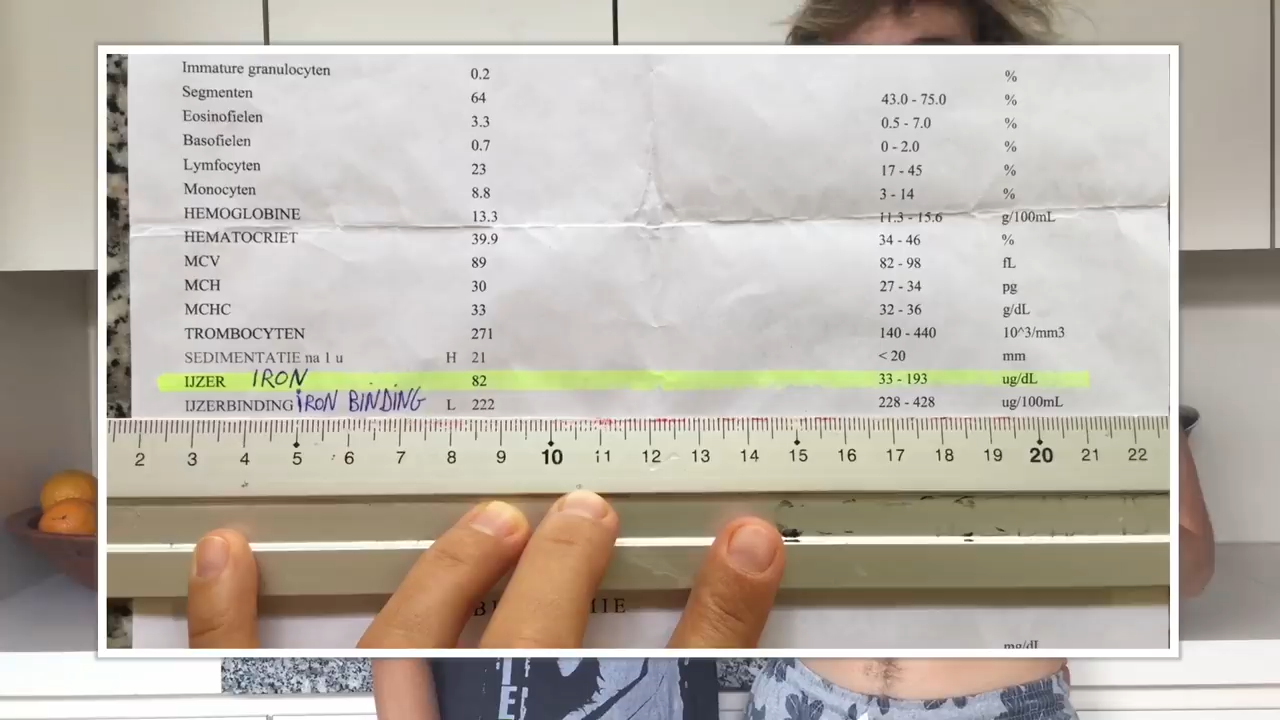 Immature granulocyten 0.2 %
Segmenten 64 43.0 - 75.0 %
Eosinofielen 3.3 0.5 - 7.0 %
Basofielen 0.7 0 - 2.0 %
Lymfocyten 23 17 - 45 %
Monocyten 8.8 3 - 14 %
HEMOGLOBINE 13.3 11.3 - 15.6 g/100mL
HEMATOCRIET 39.9 34 - 46 %
MCV 89 82 - 98 fL
MCH 30 27 - 34 pg
MCHC 33 32 - 36 g/dL
TROMBOCYTEN 271 140 - 440 10^3/mm3
SEDIMENTATIE na 1 u H 21 < 20 mm
IJZER IRON 82 33 - 193 ug/dL
IJZERBINDING IRON BINDING L 222 228 - 428 ug/100mL
2 3 4 5 6 7 8 9 10 11 12 13 14 15 16 17 18 19 20 21 22
mg/dL